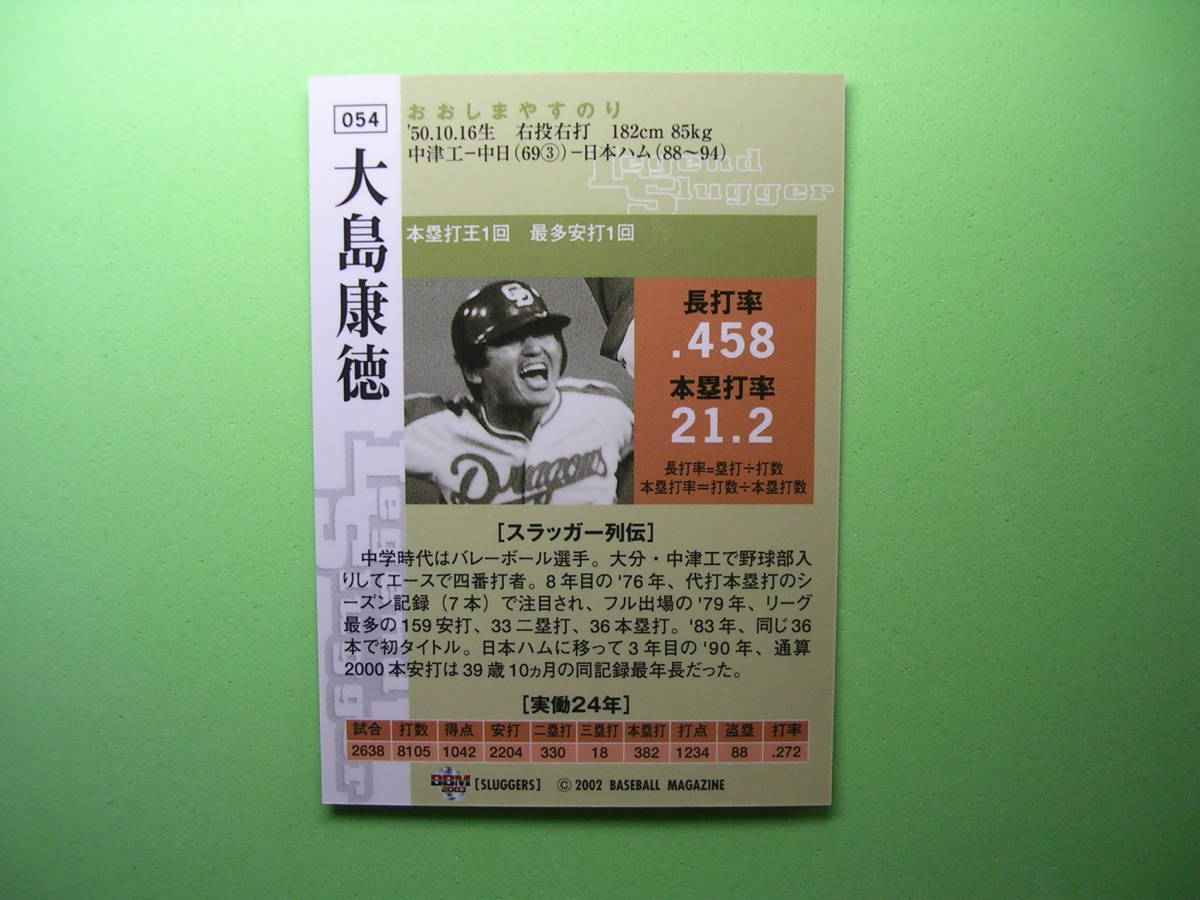 054
大島康徳
おおしまやすのり
'50.10.16生　右投右打　182cm 85kg
中津工−中日(69③)−日本ハム(88〜94)
Legend
Slugger
本塁打王1回　最多安打1回
D
Dragons
長打率
.458
本塁打率
21.2
長打率=塁打÷打数
本塁打率=打数÷本塁打数
[スラッガー列伝]
中学時代はバレーボール選手。大分・中津工で野球部入
りしてエースで四番打者。8年目の'76年、代打本塁打のシ
ーズン記録（7本）で注目され、フル出場の'79年、リーグ
最多の159安打、33二塁打、36本塁打。'83年、同じ36
本で初タイトル。日本ハムに移って3年目の'90年、通算
2000本安打は39歳10ヵ月の同記録最年長だった。
[実働24年]
試合 打数 得点 安打 二塁打 三塁打 本塁打 打点 盗塁 打率
2638 8105 1042 2204 330 18 382 1234 88 .272
BBM 2003 [SLUGGERS] © 2002 BASEBALL MAGAZINE